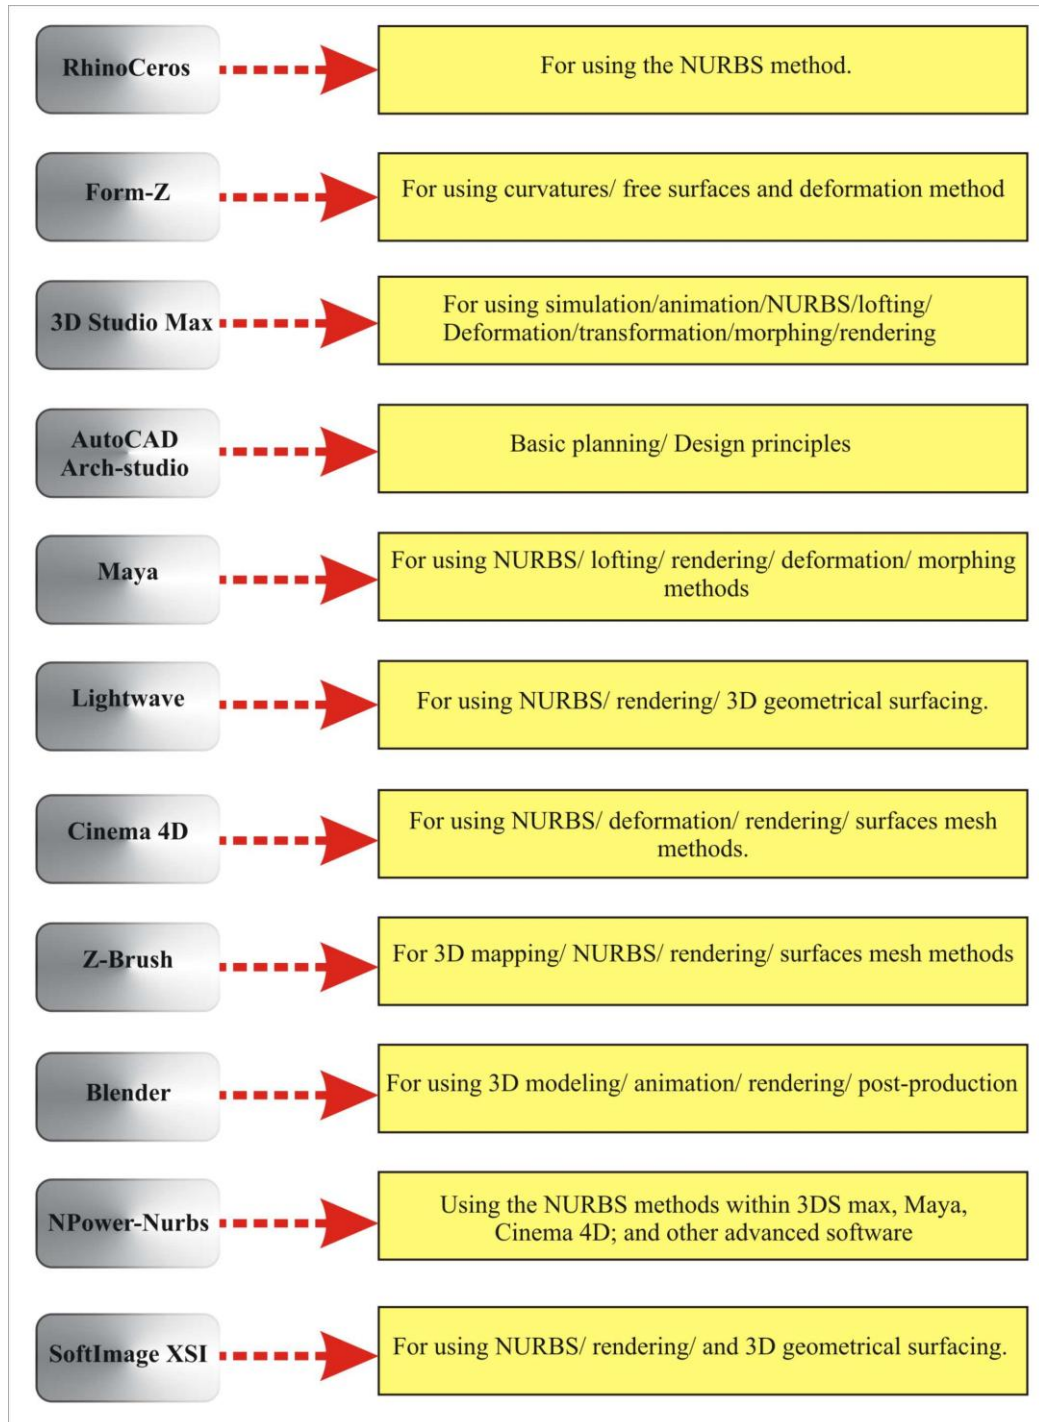 RhinoCeros
For using the NURBS method.
Form-Z
For using curvatures/ free surfaces and deformation method
3D Studio Max
For using simulation/animation/NURBS/lofting/
Deformation/transformation/morphing/rendering
AutoCAD
Arch-studio
Basic planning/ Design principles
Maya
For using NURBS/ lofting/ rendering/ deformation/ morphing
methods
Lightwave
For using NURBS/ rendering/ 3D geometrical surfacing.
Cinema 4D
For using NURBS/ deformation/ rendering/ surfaces mesh
methods.
Z-Brush
For 3D mapping/ NURBS/ rendering/ surfaces mesh methods
Blender
For using 3D modeling/ animation/ rendering/ post-production
NPower-Nurbs
Using the NURBS methods within 3DS max, Maya,
Cinema 4D; and other advanced software
SoftImage XSI
For using NURBS/ rendering/ and 3D geometrical surfacing.